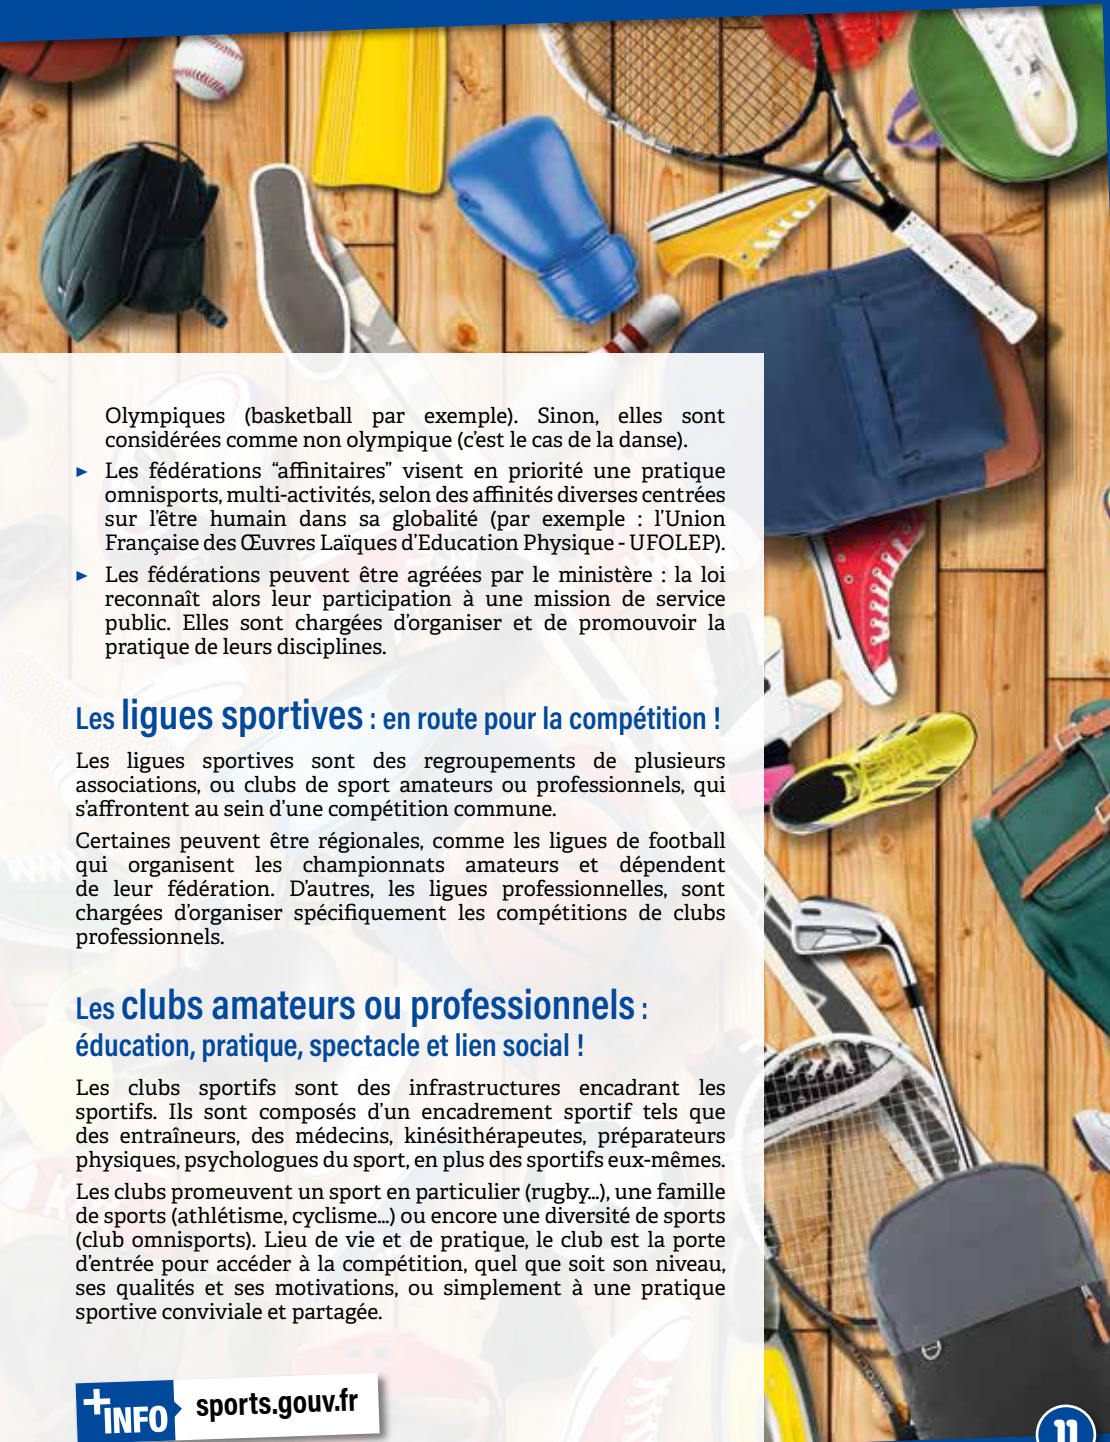 Olympiques (basketball par exemple). Sinon, elles sont
considérées comme non olympique (c'est le cas de la danse).
► Les fédérations “affinitaires” visent en priorité une pratique
omnisports, multi-activités, selon des affinités diverses centrées
sur l'être humain dans sa globalité (par exemple : l'Union
Française des Œuvres Laïques d'Education Physique - UFOLEP).
► Les fédérations peuvent être agréées par le ministère : la loi
reconnaît alors leur participation à une mission de service
public. Elles sont chargées d'organiser et de promouvoir la
pratique de leurs disciplines.
Les ligues sportives : en route pour la compétition !
Les ligues sportives sont des regroupements de plusieurs
associations, ou clubs de sport amateurs ou professionnels, qui
s'affrontent au sein d'une compétition commune.
Certaines peuvent être régionales, comme les ligues de football
qui organisent les championnats amateurs et dépendent
de leur fédération. D'autres, les ligues professionnelles, sont
chargées d'organiser spécifiquement les compétitions de clubs
professionnels.
Les clubs amateurs ou professionnels :
éducation, pratique, spectacle et lien social !
Les clubs sportifs sont des infrastructures encadrant les
sportifs. Ils sont composés d'un encadrement sportif tels que
des entraîneurs, des médecins, kinésithérapeutes, préparateurs
physiques, psychologues du sport, en plus des sportifs eux-mêmes.
Les clubs promeuvent un sport en particulier (rugby...), une famille
de sports (athlétisme, cyclisme...) ou encore une diversité de sports
(club omnisports). Lieu de vie et de pratique, le club est la porte
d'entrée pour accéder à la compétition, quel que soit son niveau,
ses qualités et ses motivations, ou simplement à une pratique
sportive conviviale et partagée.
+INFO sports.gouv.fr
11